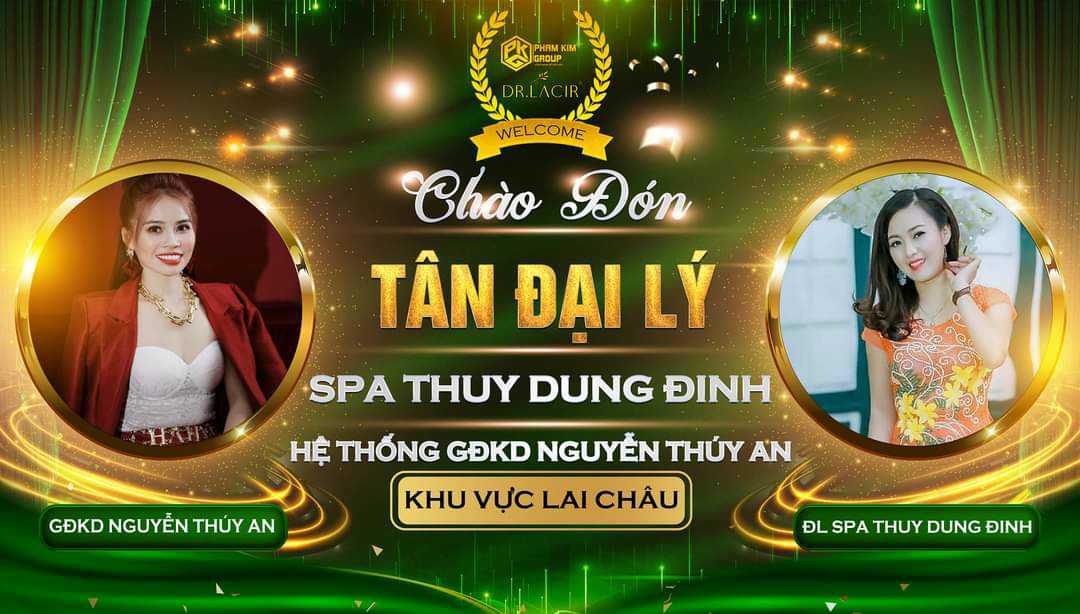 PHAM KIM
GROUP
DR.LACIR
WELCOME
Chào Đón
TÂN ĐẠI LÝ
SPA THUY DUNG ĐINH
HỆ THỐNG GĐKD NGUYỄN THÚY AN
KHU VỰC LAI CHÂU
GĐKD NGUYỄN THÚY AN
ĐL SPA THUY DUNG ĐINH